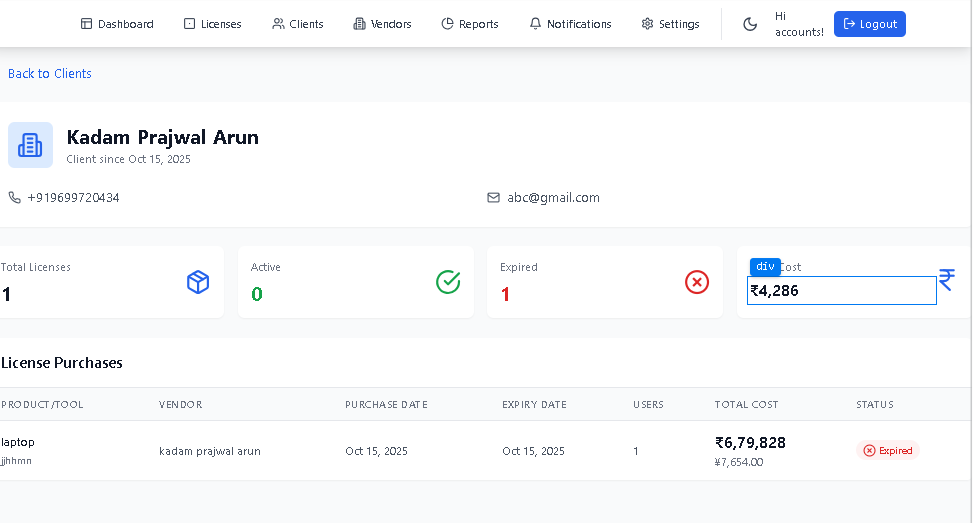 Dashboard Licenses Clients Vendors Reports Notifications Settings Hi accounts! Logout
Back to Clients
Kadam Prajwal Arun
Client since Oct 15, 2025
+919699720434 abc@gmail.com
Total Licenses Active Expired div Cost
1 0 1 ₹4,286
License Purchases
PRODUCT/TOOL VENDOR PURCHASE DATE EXPIRY DATE USERS TOTAL COST STATUS
laptop kadam prajwal arun Oct 15, 2025 Oct 15, 2025 1 ₹6,79,828 Expired
jjhhmn ¥7,654.00